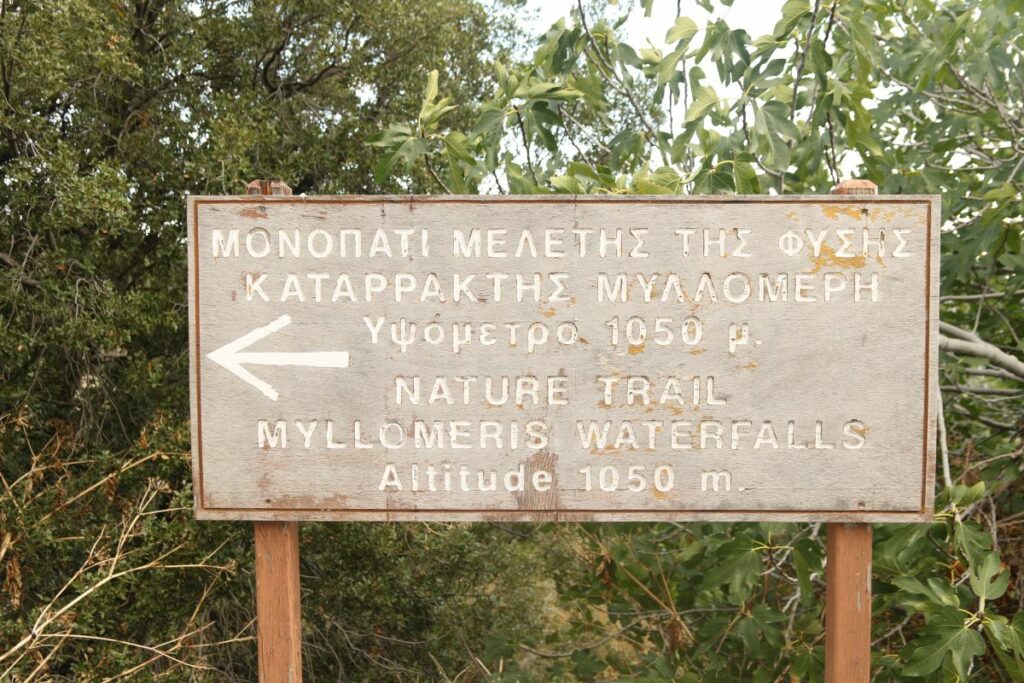 ΜΟΝΟΠΑΤΙ ΜΕΛΕΤΗΣ ΤΗΣ ΦΥΣΗΣ
ΚΑΤΑΡΡΑΚΤΗΣ ΜΥΛΛΟΜΕΡΗ
Υψόμετρο 1050 μ.
NATURE TRAIL
MYLLOMERIS WATERFALLS
Altitude 1050 m.